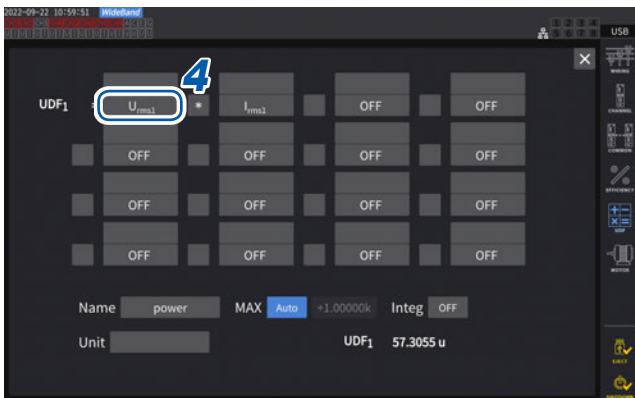 2022-09-22 10:59:51 WideBand
USB
4
UDF1 = Urms1 * Irms1 OFF OFF
OFF OFF OFF OFF
OFF OFF OFF OFF
OFF OFF OFF OFF
Name power MAX Auto +1.00000k Integ OFF
Unit UDF1 57.3055 u
WIRING
CHANNEL
COMMON
EFFICIENCY
UDF
MOTOR
EJECT
SHUTDOWN